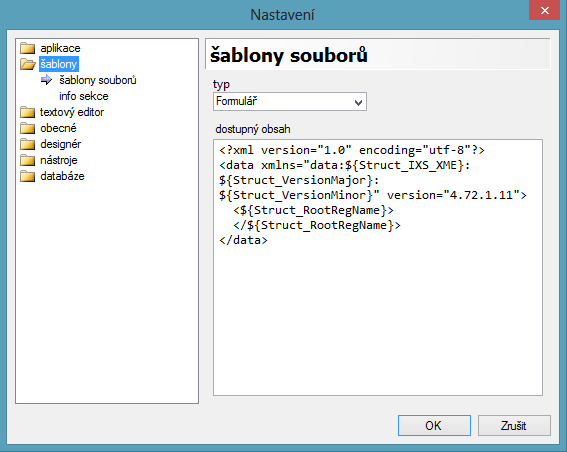 Nastavení
aplikace
šablony
šablony souborů
info sekce
textový editor
obecné
designér
nástroje
databáze
šablony souborů
typ
Formulář
dostupný obsah
<?xml version="1.0" encoding="utf-8"?>
<data xmlns="data:${Struct_IXS_XME}:
${Struct_VersionMajor}:
${Struct_VersionMinor}" version="4.72.1.11">
<${Struct_RootRegName}>
</${Struct_RootRegName}>
</data>
OK
Zrušit